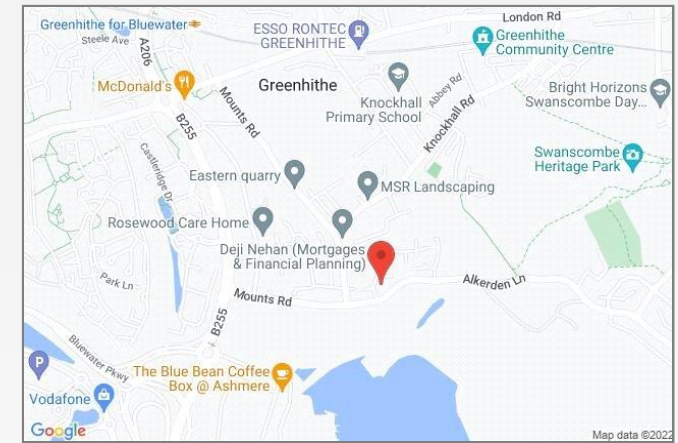 Greenhithe for Bluewater
London Rd
Steele Ave
A206
ESSO RONTEC
GREENHITHE
Greenhithe
Community Centre
McDonald's
Greenhithe
Mounts Rd
Knockhall
Primary School
Abbey Rd
Knockhall Rd
Bright Horizons
Swanscombe Day...
B255
Castleridge Dr
Swanscombe
Heritage Park
Eastern quarry
MSR Landscaping
Rosewood Care Home
Deji Nehan (Mortgages
& Financial Planning)
Park Ln
Mounts Rd
Alkerden Ln
B255
Bluewater Pkwy
P
The Blue Bean Coffee
Box @ Ashmere
Vodafone
Google
Map data ©2022